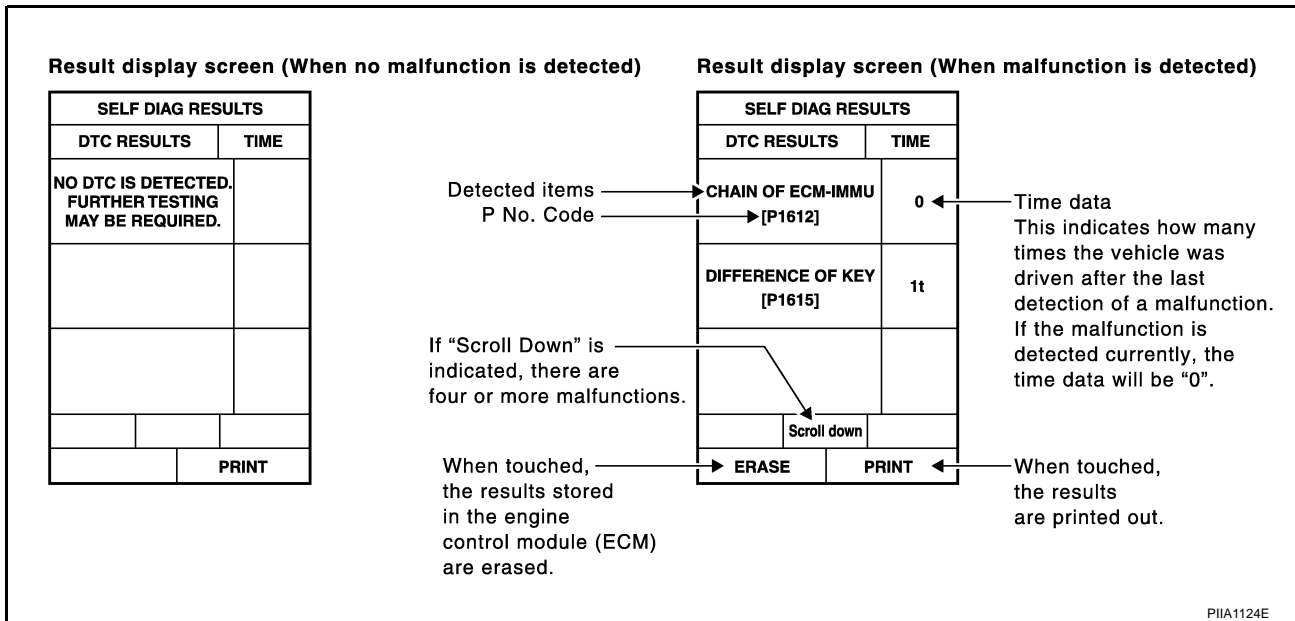 Result display screen (When no malfunction is detected)
SELF DIAG RESULTS
DTC RESULTS TIME
NO DTC IS DETECTED.
FURTHER TESTING
MAY BE REQUIRED.
PRINT
Result display screen (When malfunction is detected)
SELF DIAG RESULTS
DTC RESULTS TIME
Detected items
P No. Code
CHAIN OF ECM-IMMU
[P1612]
0
DIFFERENCE OF KEY
[P1615]
1t
Time data
This indicates how many
times the vehicle was
driven after the last
detection of a malfunction.
If the malfunction is
detected currently, the
time data will be “0”.
If “Scroll Down” is
indicated, there are
four or more malfunctions.
Scroll down
ERASE PRINT
When touched,
the results stored
in the engine
control module (ECM)
are erased.
When touched,
the results
are printed out.
PIIA1124E